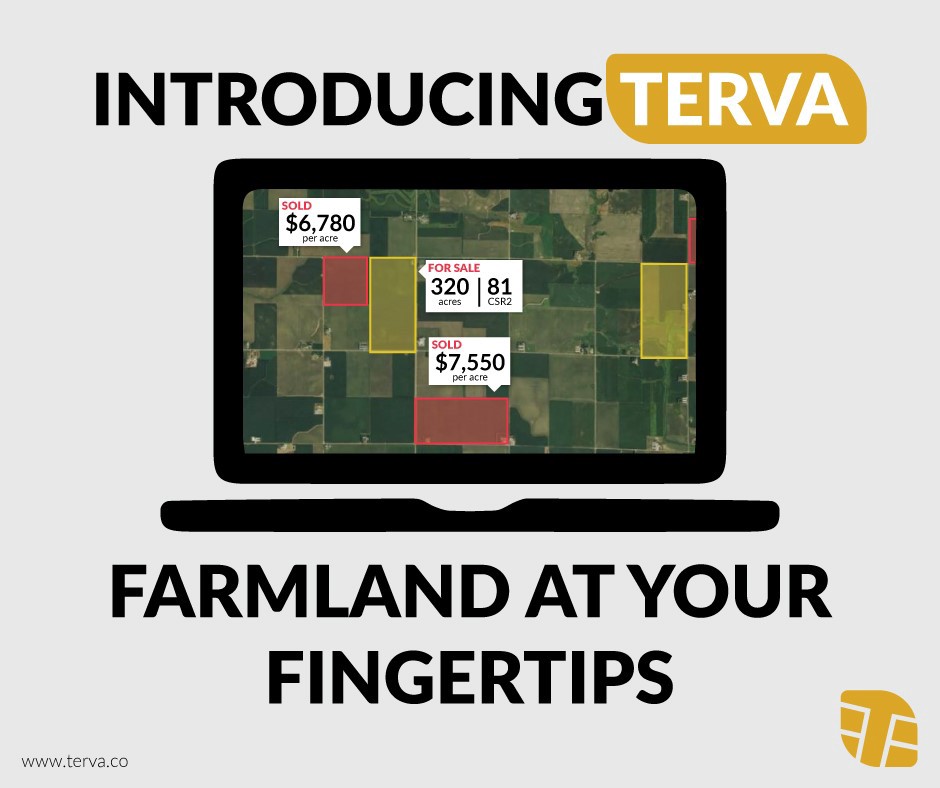 INTRODUCING TERVA
SOLD
$6,780
per acre
FOR SALE
320 | 81
acres CSR2
SOLD
$7,550
per acre
FARMLAND AT YOUR
FINGERTIPS
www.terva.co